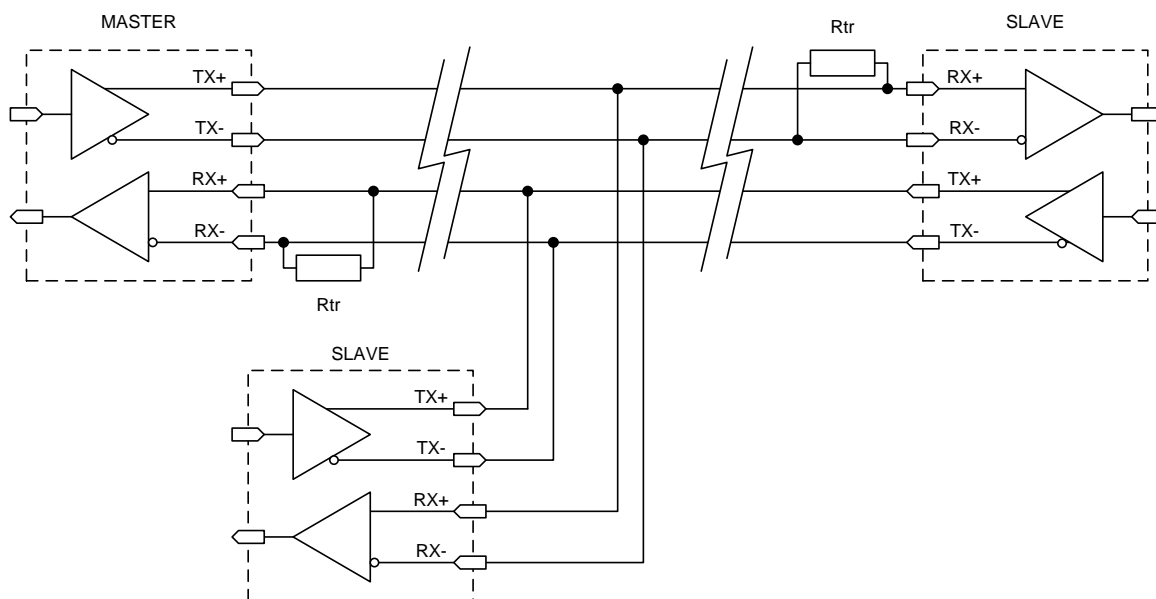 MASTER
SLAVE
Rtr
TX+
RX+
TX-
RX-
RX+
TX+
RX-
TX-
Rtr
SLAVE
TX+
TX-
RX+
RX-